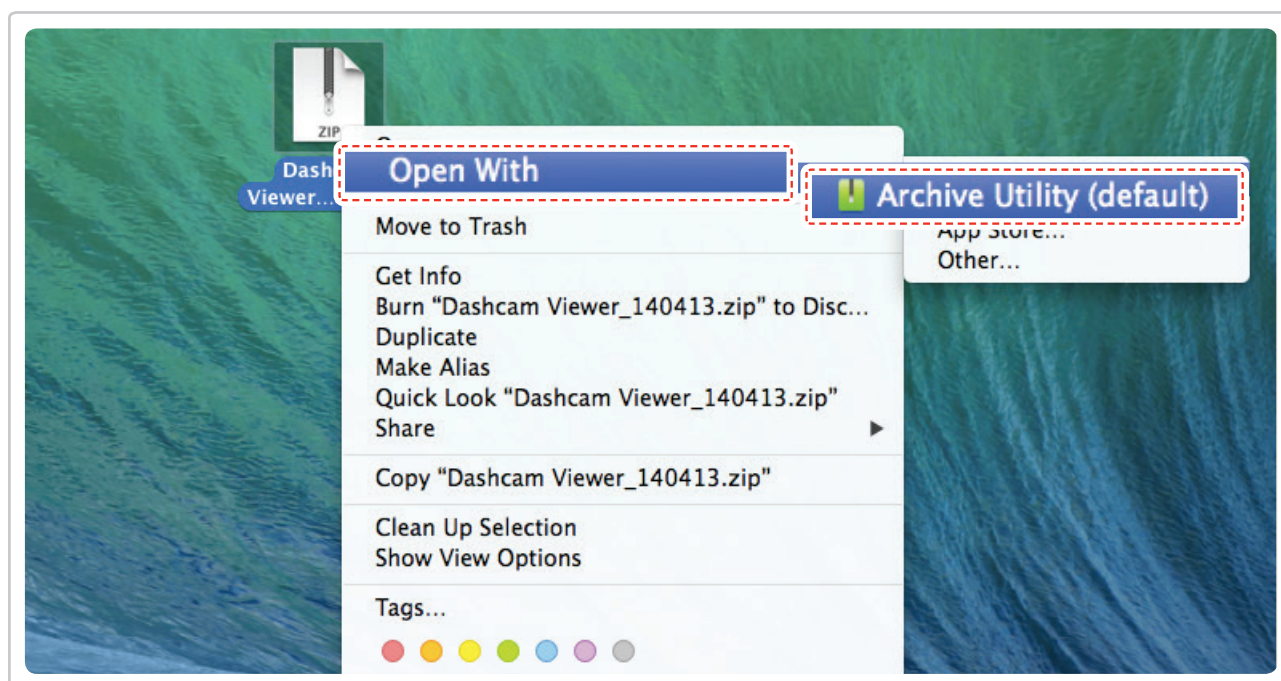 ZIP
Dash
Viewer...
Open With
Archive Utility (default)
App Store...
Other...
Move to Trash
Get Info
Burn “Dashcam Viewer_140413.zip” to Disc...
Duplicate
Make Alias
Quick Look “Dashcam Viewer_140413.zip”
Share
Copy “Dashcam Viewer_140413.zip”
Clean Up Selection
Show View Options
Tags...